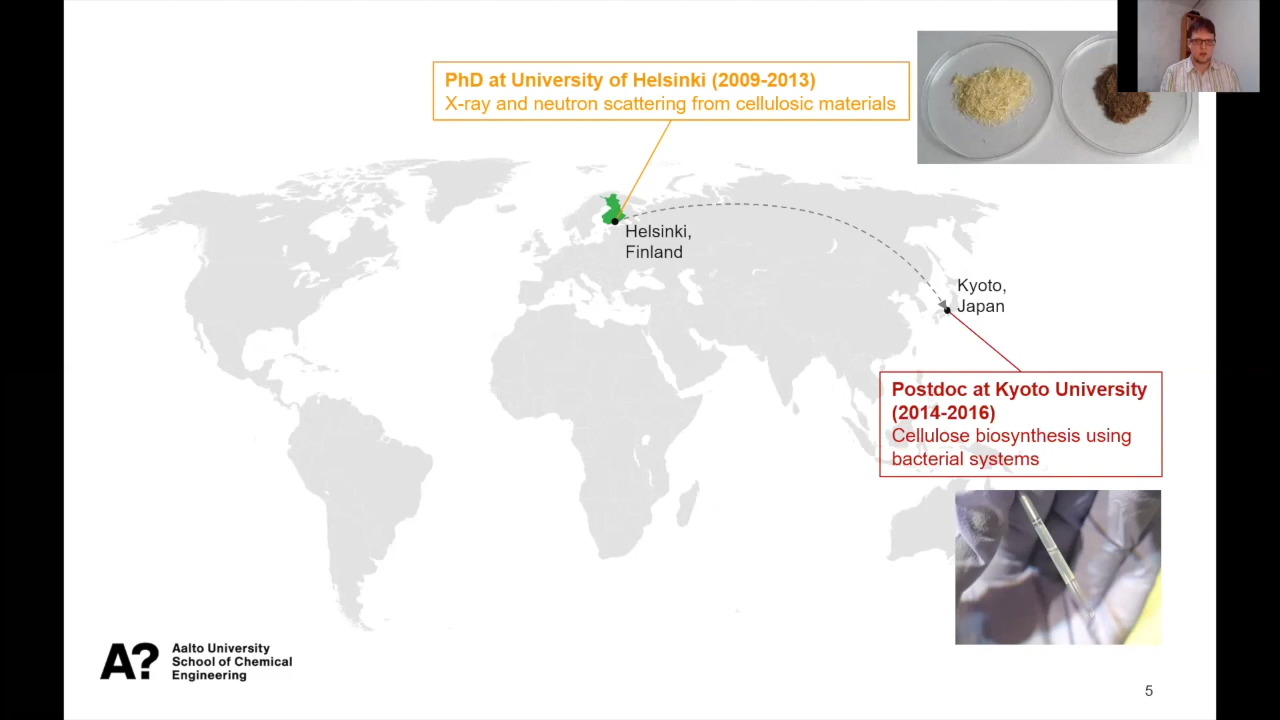 PhD at University of Helsinki (2009-2013)
X-ray and neutron scattering from cellulosic materials
Helsinki,
Finland
Kyoto,
Japan
Postdoc at Kyoto University
(2014-2016)
Cellulose biosynthesis using
bacterial systems
A?
Aalto University
School of Chemical
Engineering
5